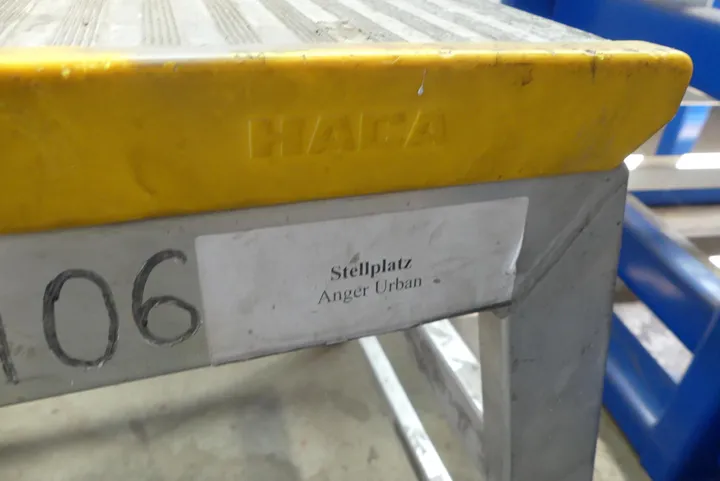 HACA
106
Stellplatz
Anger Urban